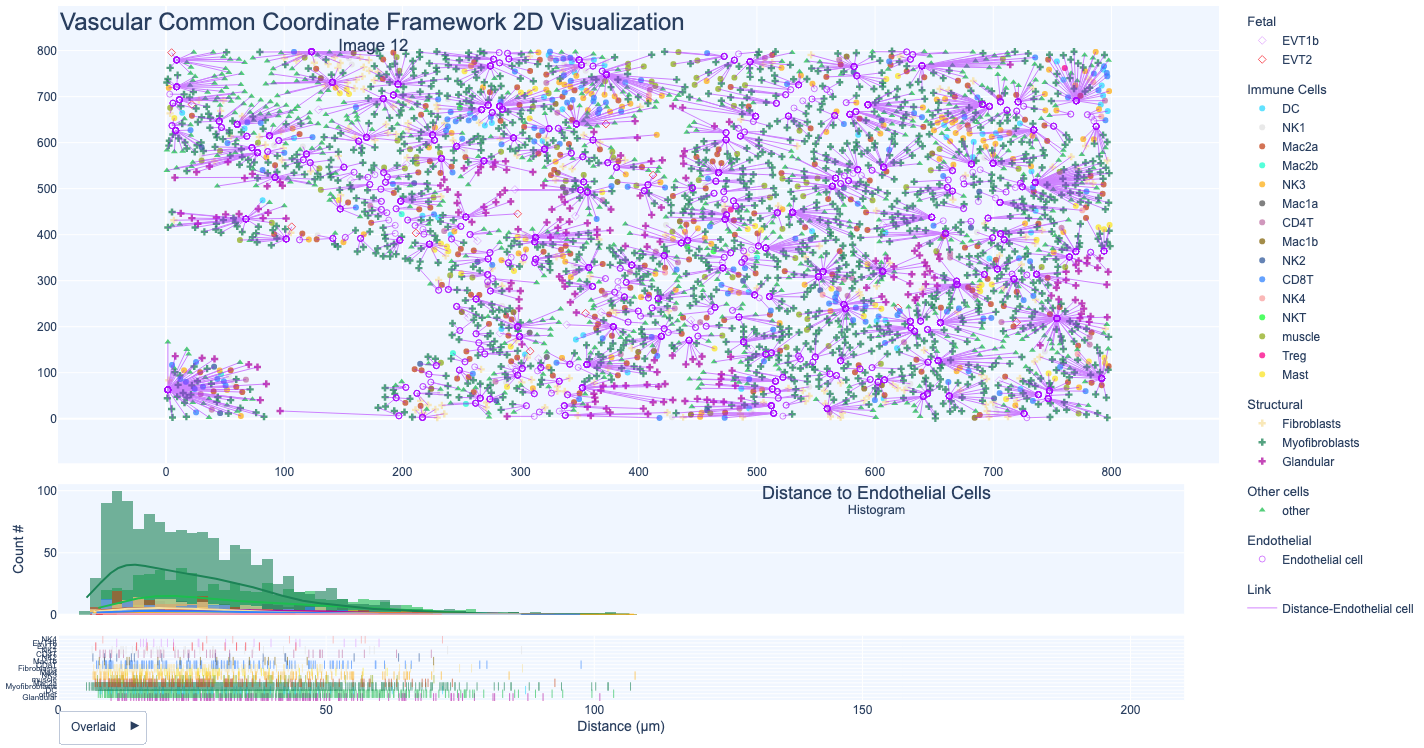 Vascular Common Coordinate Framework 2D Visualization
Image 12
800
700
600
500
400
300
200
100
0
0 100 200 300 400 500 600 700 800
Fetal
EVT1b
EVT2
Immune Cells
DC
NK1
Mac2a
Mac2b
NK3
Mac1a
CD4T
Mac1b
NK2
CD8T
NK4
NKT
muscle
Treg
Mast
Structural
Fibroblasts
Myofibroblasts
Glandular
Other cells
other
Endothelial
Endothelial cell
Link
Distance-Endothelial cell
Distance to Endothelial Cells
Histogram
100
50
0
Count #
NK4
Fibroblasts
Myofibroblasts
Glandular
0 50 100 150 200
Distance (μm)
Overlaid ▶